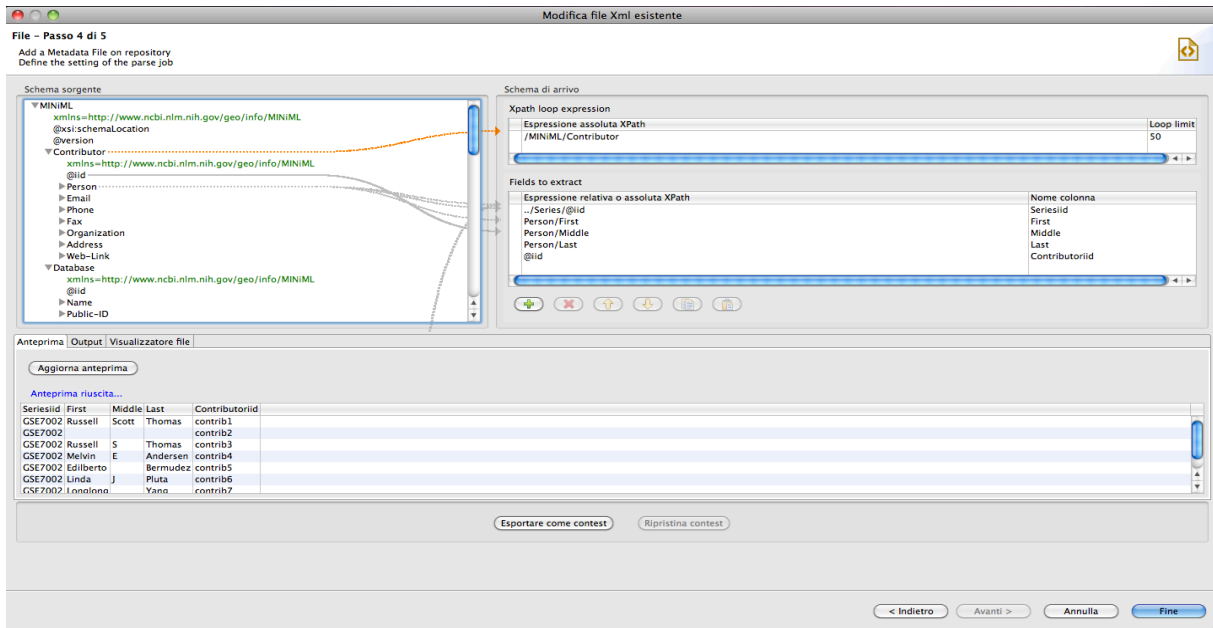 Modifica file Xml esistente
File – Passo 4 di 5
Add a Metadata File on repository
Define the setting of the parse job
Schema sorgente
MINiML
xmlns=http://www.ncbi.nlm.nih.gov/geo/info/MINiML
@xsi:schemaLocation
@version
Contributor
xmlns=http://www.ncbi.nlm.nih.gov/geo/info/MINiML
@iid
Person
Email
Phone
Fax
Organization
Address
Web-Link
Database
xmlns=http://www.ncbi.nlm.nih.gov/geo/info/MINiML
@iid
Name
Public-ID
Schema di arrivo
Xpath loop expression
Espressione assoluta XPath Loop limit
/MINiML/Contributor 50
Fields to extract
Espressione relativa o assoluta XPath Nome colonna
../Series/@iid Seriesiid
Person/First First
Person/Middle Middle
Person/Last Last
@iid Contributoriid
Anteprima Output Visualizzatore file
Aggiorna anteprima
Anteprima riuscita...
Seriesiid First Middle Last Contributoriid
GSE7002 Russell Scott Thomas contrib1
GSE7002 contrib2
GSE7002 Russell S Thomas contrib3
GSE7002 Melvin E Andersen contrib4
GSE7002 Edilberto Bermudez contrib5
GSE7002 Linda J Pluta contrib6
GSE7002 Longlong Yang contrib7
Esportare come contest Ripristina contest
< Indietro Avanti > Annulla Fine